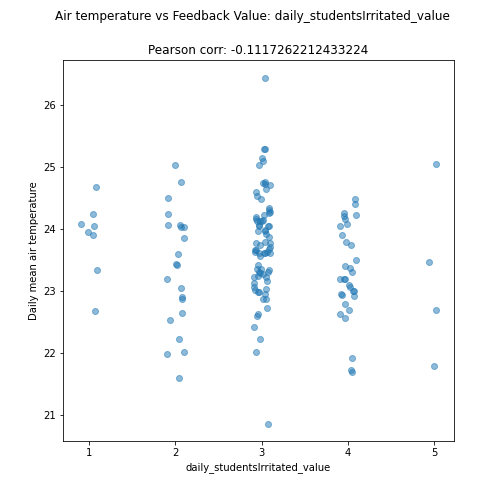 Air temperature vs Feedback Value: daily_studentsIrritated_value
Pearson corr: -0.1117262212433224
26
25
24
23
22
21
Daily mean air temperature
1 2 3 4 5
daily_studentsIrritated_value